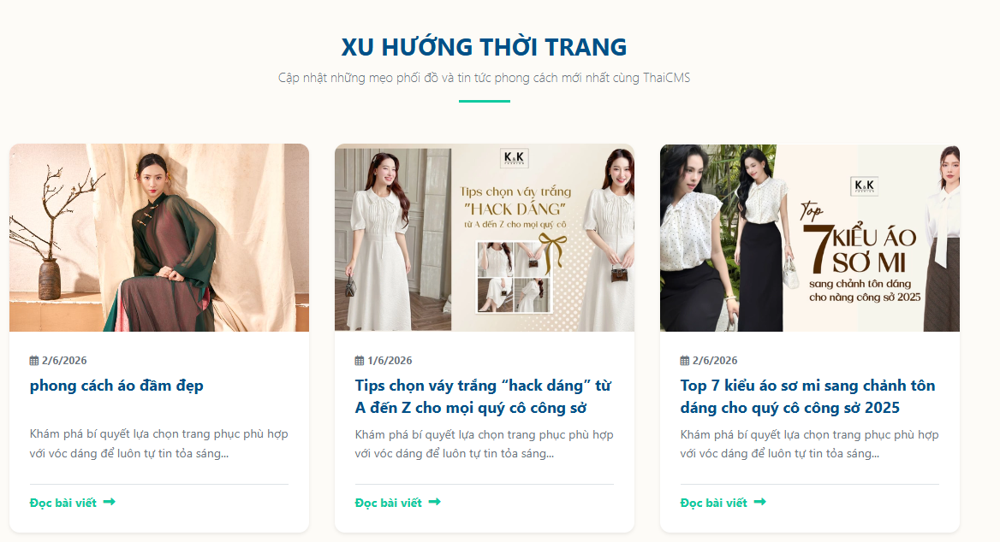 XU HƯỚNG THỜI TRANG
Cập nhật những mẹo phối đồ và tin tức phong cách mới nhất cùng ThaiCMS
2/6/2026
phong cách áo đầm đẹp
Khám phá bí quyết lựa chọn trang phục phù hợp
với vóc dáng để luôn tự tin tỏa sáng...
Đọc bài viết →
K&K
FASHION
Tips chọn váy trắng
"HACK DÁNG"
từ A đến Z cho mọi quý cô
1/6/2026
Tips chọn váy trắng “hack dáng” từ
A đến Z cho mọi quý cô công sở
Khám phá bí quyết lựa chọn trang phục phù hợp
với vóc dáng để luôn tự tin tỏa sáng...
Đọc bài viết →
K&K
FASHION
Top
7 KIỂU ÁO
SƠ MI
sang chảnh tôn dáng
cho nàng công sở 2025
2/6/2026
Top 7 kiểu áo sơ mi sang chảnh tôn
dáng cho quý cô công sở 2025
Khám phá bí quyết lựa chọn trang phục phù hợp
với vóc dáng để luôn tự tin tỏa sáng...
Đọc bài viết →